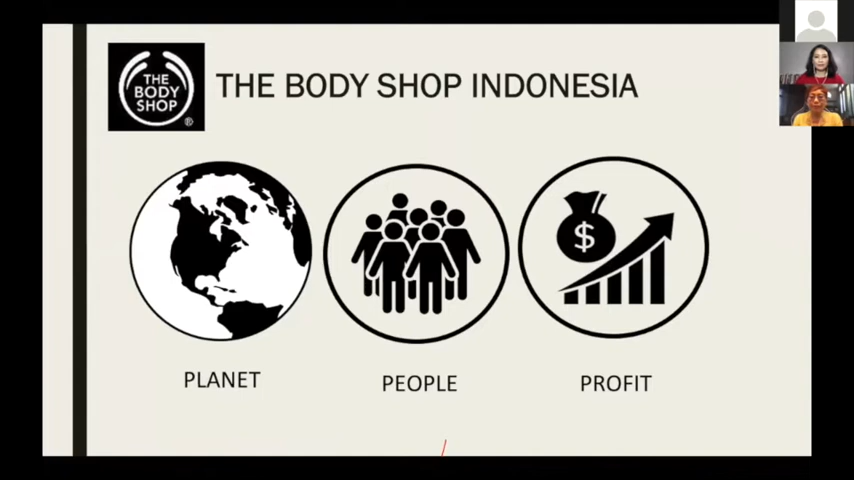 THE
BODY
SHOP
®
THE BODY SHOP INDONESIA
$
PLANET
PEOPLE
PROFIT